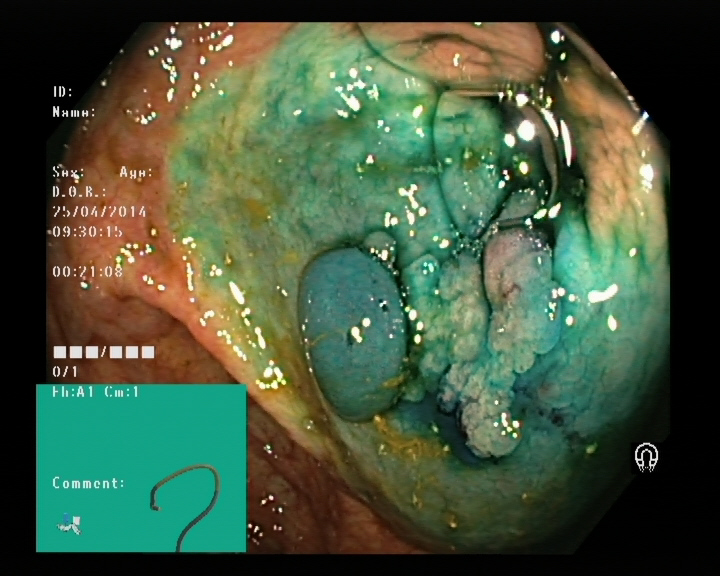 ID:
Name:
Sex: Age:
D.O.B.:
25/04/2014
09:30:15
00:21:08
■■■/■■■
0/1
Eh:A1 Cm:1
Comment: